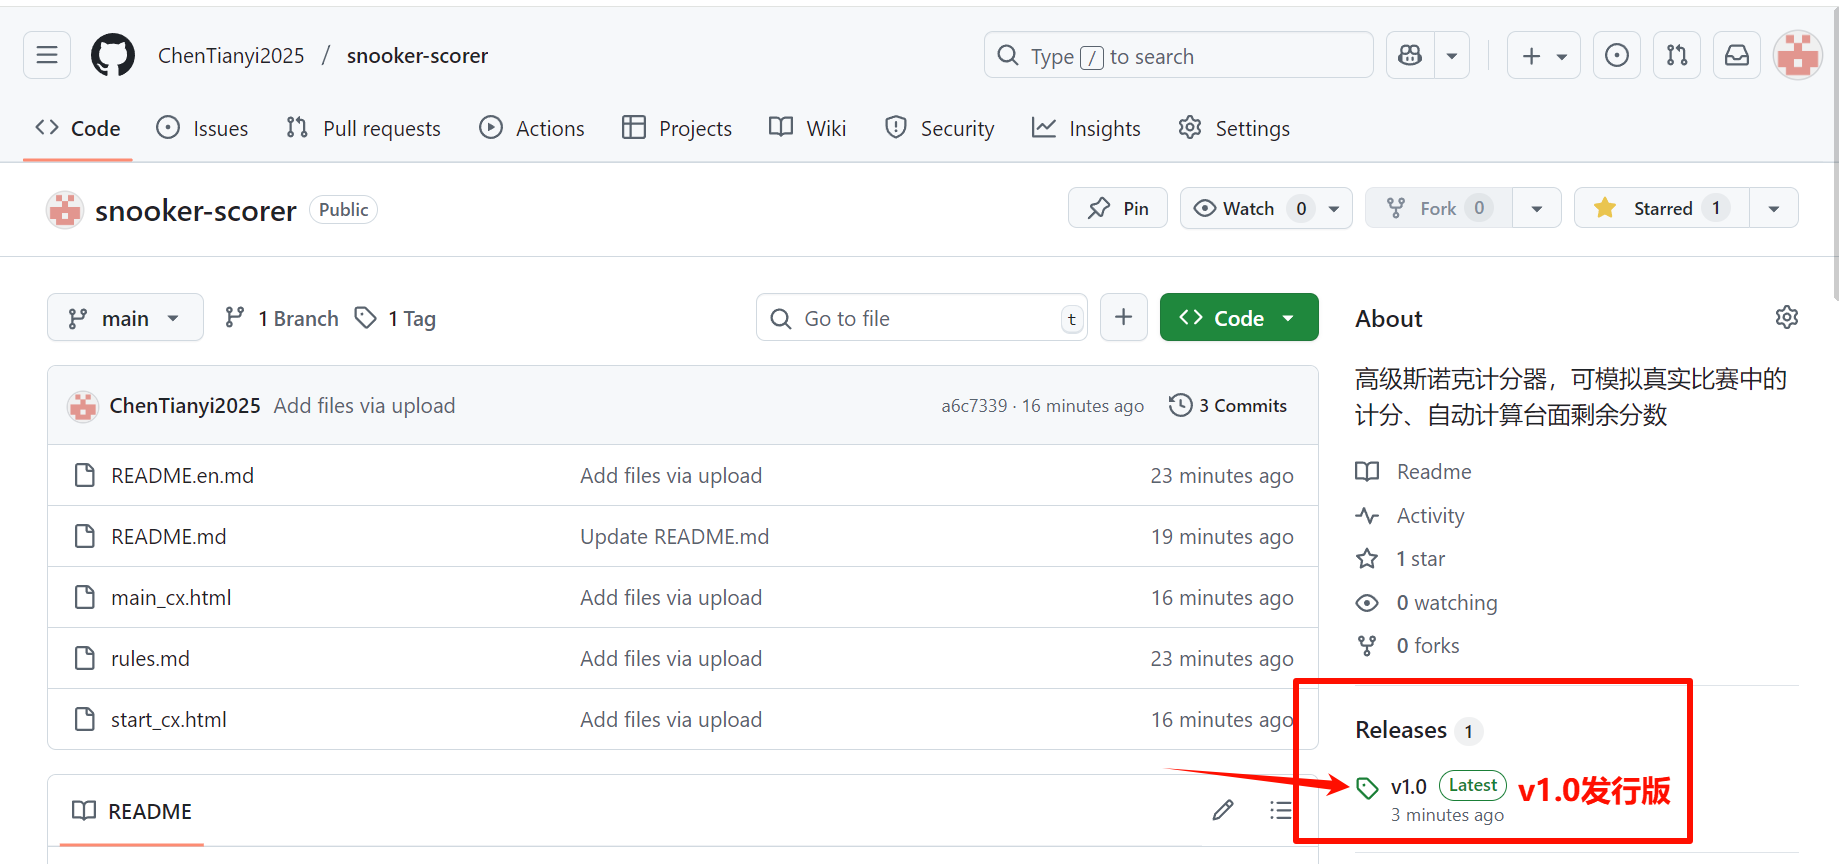 ChenTianyi2025 / snooker-scorer
Type / to search
Code Issues Pull requests Actions Projects Wiki Security Insights Settings
snooker-scorer Public
Pin Watch 0 Fork 0 Starred 1
main 1 Branch 1 Tag Go to file t + Code
ChenTianyi2025 Add files via upload a6c7339 · 16 minutes ago 3 Commits
README.en.md Add files via upload 23 minutes ago
README.md Update README.md 19 minutes ago
main_cx.html Add files via upload 16 minutes ago
rules.md Add files via upload 23 minutes ago
start_cx.html Add files via upload 16 minutes ago
README
About
高级斯诺克计分器，可模拟真实比赛中的
计分、自动计算台面剩余分数
Readme
Activity
1 star
0 watching
0 forks
Releases 1
v1.0 Latest v1.0发行版
3 minutes ago